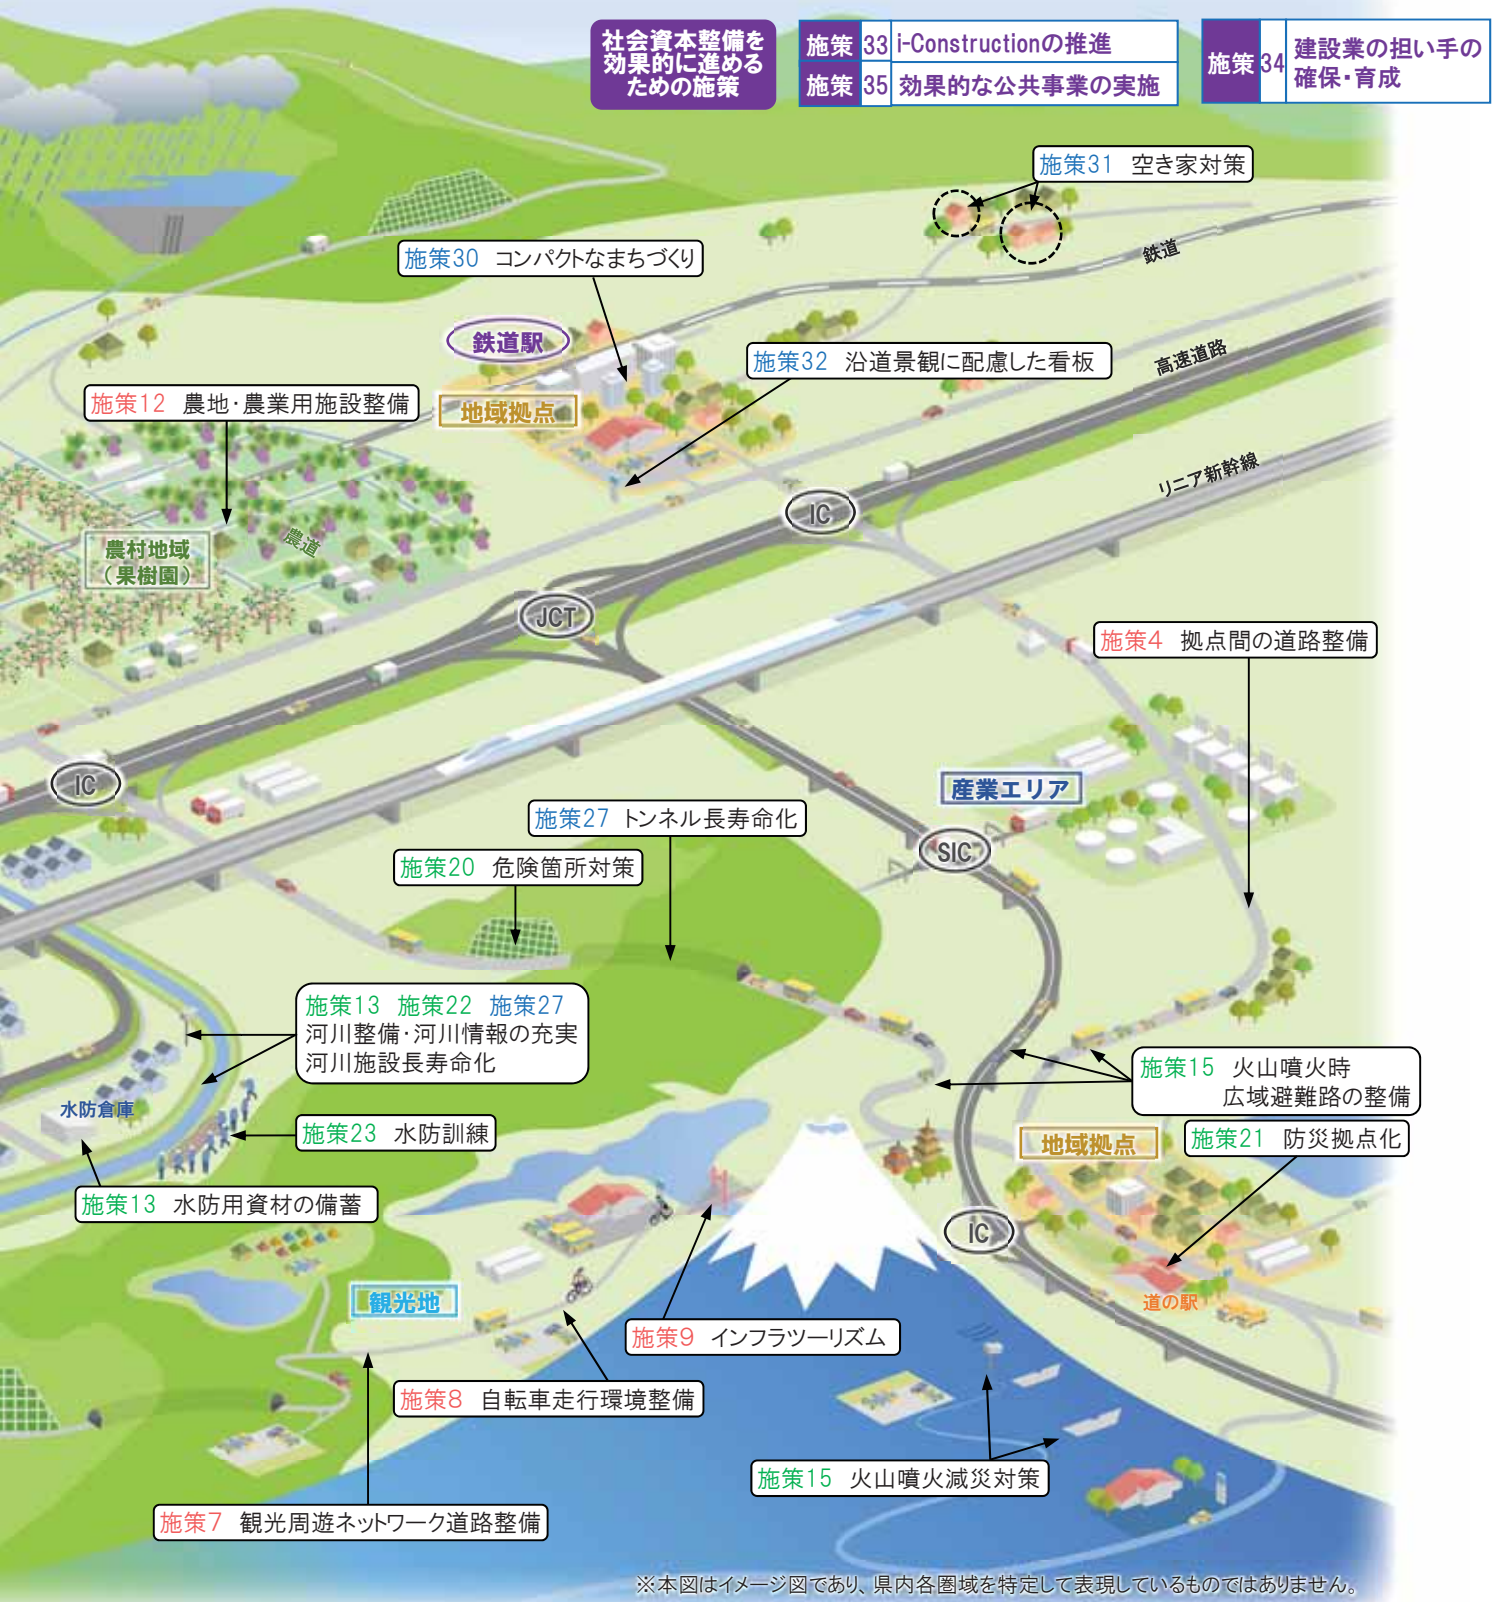 社会資本整備を
効果的に進める
ための施策
施策 33 i-Constructionの推進
施策 35 効果的な公共事業の実施
施策 34 建設業の担い手の
確保・育成
施策31 空き家対策
施策30 コンパクトなまちづくり
鉄道
鉄道駅
施策32 沿道景観に配慮した看板
高速道路
施策12 農地・農業用施設整備
地域拠点
リニア新幹線
IC
農村地域
（果樹園）
農道
JCT
施策4 拠点間の道路整備
IC
産業エリア
施策27 トンネル長寿命化
SIC
施策20 危険箇所対策
施策13 施策22 施策27
河川整備・河川情報の充実
河川施設長寿命化
施策15 火山噴火時
広域避難路の整備
水防倉庫
施策23 水防訓練
地域拠点
施策21 防災拠点化
施策13 水防用資材の備蓄
IC
観光地
道の駅
施策9 インフラツーリズム
施策8 自転車走行環境整備
施策15 火山噴火減災対策
施策7 観光周遊ネットワーク道路整備
※本図はイメージ図であり、県内各圏域を特定して表現しているものではありません。